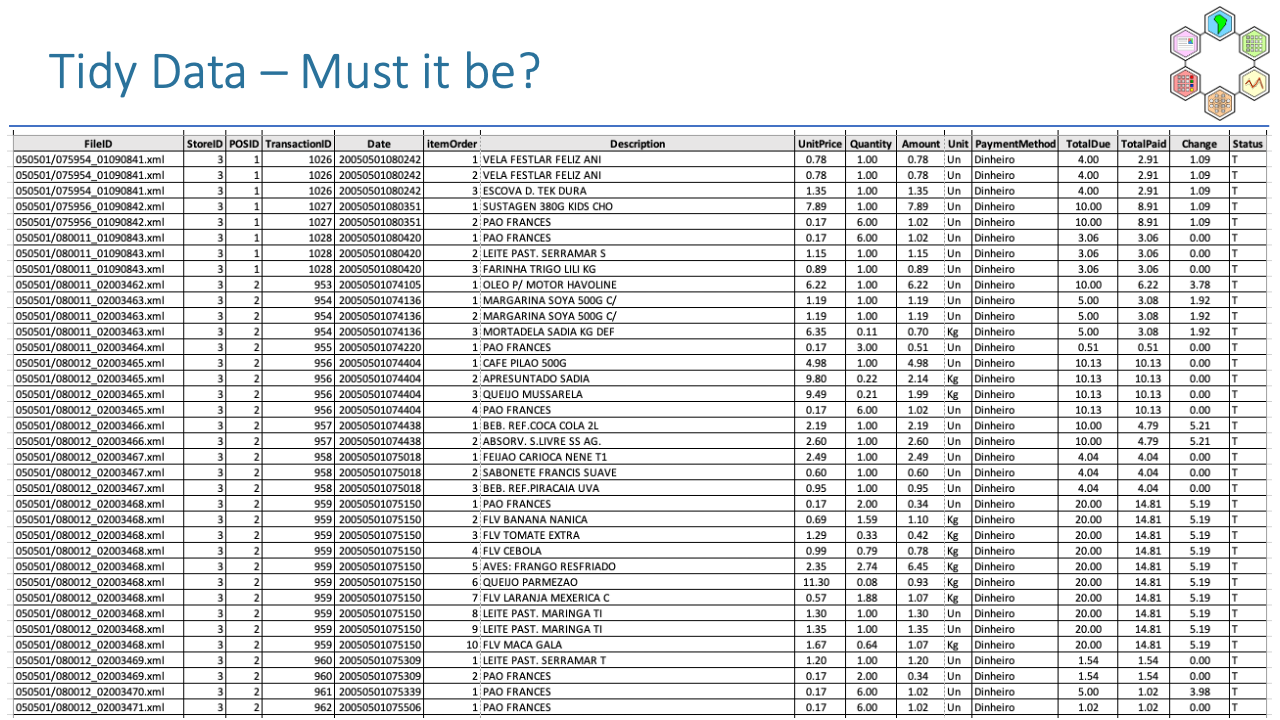 Tidy Data – Must it be?
FileID StoreID POSID TransactionID Date itemOrder Description UnitPrice Quantity Amount Unit PaymentMethod TotalDue TotalPaid Change Status
050501/075954_01090841.xml 3 1 1026 20050501080242 1 VELA FESTLAR FELIZ ANI 0.78 1.00 0.78 Un Dinheiro 4.00 2.91 1.09 T
050501/075954_01090841.xml 3 1 1026 20050501080242 2 VELA FESTLAR FELIZ ANI 0.78 1.00 0.78 Un Dinheiro 4.00 2.91 1.09 T
050501/075954_01090841.xml 3 1 1026 20050501080242 3 ESCOVA D. TEK DURA 1.35 1.00 1.35 Un Dinheiro 4.00 2.91 1.09 T
050501/075956_01090842.xml 3 1 1027 20050501080351 1 SUSTAGEN 380G KIDS CHO 7.89 1.00 7.89 Un Dinheiro 10.00 8.91 1.09 T
050501/075956_01090842.xml 3 1 1027 20050501080351 2 PAO FRANCES 0.17 6.00 1.02 Un Dinheiro 10.00 8.91 1.09 T
050501/080011_01090843.xml 3 1 1028 20050501080420 1 PAO FRANCES 0.17 6.00 1.02 Un Dinheiro 3.06 3.06 0.00 T
050501/080011_01090843.xml 3 1 1028 20050501080420 2 LEITE PAST. SERRAMAR S 1.15 1.00 1.15 Un Dinheiro 3.06 3.06 0.00 T
050501/080011_01090843.xml 3 1 1028 20050501080420 3 FARINHA TRIGO LILI KG 0.89 1.00 0.89 Un Dinheiro 3.06 3.06 0.00 T
050501/080011_02003462.xml 3 2 953 20050501074105 1 OLEO P/ MOTOR HAVOLINE 6.22 1.00 6.22 Un Dinheiro 10.00 6.22 3.78 T
050501/080011_02003463.xml 3 2 954 20050501074136 1 MARGARINA SOYA 500G C/ 1.19 1.00 1.19 Un Dinheiro 5.00 3.08 1.92 T
050501/080011_02003463.xml 3 2 954 20050501074136 2 MARGARINA SOYA 500G C/ 1.19 1.00 1.19 Un Dinheiro 5.00 3.08 1.92 T
050501/080011_02003463.xml 3 2 954 20050501074136 3 MORTADELA SADIA KG DEF 6.35 0.11 0.70 Kg Dinheiro 5.00 3.08 1.92 T
050501/080011_02003464.xml 3 2 955 20050501074220 1 PAO FRANCES 0.17 3.00 0.51 Un Dinheiro 0.51 0.51 0.00 T
050501/080012_02003465.xml 3 2 956 20050501074404 1 CAFE PILAO 500G 4.98 1.00 4.98 Un Dinheiro 10.13 10.13 0.00 T
050501/080012_02003465.xml 3 2 956 20050501074404 2 APRESUNTADO SADIA 9.80 0.22 2.14 Kg Dinheiro 10.13 10.13 0.00 T
050501/080012_02003465.xml 3 2 956 20050501074404 3 QUEIJO MUSSARELA 9.49 0.21 1.99 Kg Dinheiro 10.13 10.13 0.00 T
050501/080012_02003465.xml 3 2 956 20050501074404 4 PAO FRANCES 0.17 6.00 1.02 Un Dinheiro 10.13 10.13 0.00 T
050501/080012_02003466.xml 3 2 957 20050501074438 1 BEB. REF.COCA COLA 2L 2.19 1.00 2.19 Un Dinheiro 10.00 4.79 5.21 T
050501/080012_02003466.xml 3 2 957 20050501074438 2 ABSORV. S.LIVRE SS AG. 2.60 1.00 2.60 Un Dinheiro 10.00 4.79 5.21 T
050501/080012_02003467.xml 3 2 958 20050501075018 1 FEIJAO CARIOCA NENE T1 2.49 1.00 2.49 Un Dinheiro 4.04 4.04 0.00 T
050501/080012_02003467.xml 3 2 958 20050501075018 2 SABONETE FRANCIS SUAVE 0.60 1.00 0.60 Un Dinheiro 4.04 4.04 0.00 T
050501/080012_02003467.xml 3 2 958 20050501075018 3 BEB. REF.PIRACAIA UVA 0.95 1.00 0.95 Un Dinheiro 4.04 4.04 0.00 T
050501/080012_02003468.xml 3 2 959 20050501075150 1 PAO FRANCES 0.17 2.00 0.34 Un Dinheiro 20.00 14.81 5.19 T
050501/080012_02003468.xml 3 2 959 20050501075150 2 FLV BANANA NANICA 0.69 1.59 1.10 Kg Dinheiro 20.00 14.81 5.19 T
050501/080012_02003468.xml 3 2 959 20050501075150 3 FLV TOMATE EXTRA 1.29 0.33 0.42 Kg Dinheiro 20.00 14.81 5.19 T
050501/080012_02003468.xml 3 2 959 20050501075150 4 FLV CEBOLA 0.99 0.79 0.78 Kg Dinheiro 20.00 14.81 5.19 T
050501/080012_02003468.xml 3 2 959 20050501075150 5 AVES: FRANGO RESFRIADO 2.35 2.74 6.45 Kg Dinheiro 20.00 14.81 5.19 T
050501/080012_02003468.xml 3 2 959 20050501075150 6 QUEIJO PARMEZAO 11.30 0.08 0.93 Kg Dinheiro 20.00 14.81 5.19 T
050501/080012_02003468.xml 3 2 959 20050501075150 7 FLV LARANJA MEXERICA C 0.57 1.88 1.07 Kg Dinheiro 20.00 14.81 5.19 T
050501/080012_02003468.xml 3 2 959 20050501075150 8 LEITE PAST. MARINGA TI 1.30 1.00 1.30 Un Dinheiro 20.00 14.81 5.19 T
050501/080012_02003468.xml 3 2 959 20050501075150 9 LEITE PAST. MARINGA TI 1.35 1.00 1.35 Un Dinheiro 20.00 14.81 5.19 T
050501/080012_02003468.xml 3 2 959 20050501075150 10 FLV MACA GALA 1.67 0.64 1.07 Kg Dinheiro 20.00 14.81 5.19 T
050501/080012_02003469.xml 3 2 960 20050501075309 1 LEITE PAST. SERRAMAR T 1.20 1.00 1.20 Un Dinheiro 1.54 1.54 0.00 T
050501/080012_02003469.xml 3 2 960 20050501075309 2 PAO FRANCES 0.17 2.00 0.34 Un Dinheiro 1.54 1.54 0.00 T
050501/080012_02003470.xml 3 2 961 20050501075339 1 PAO FRANCES 0.17 6.00 1.02 Un Dinheiro 5.00 1.02 3.98 T
050501/080012_02003471.xml 3 2 962 20050501075506 1 PAO FRANCES 0.17 6.00 1.02 Un Dinheiro 1.02 1.02 0.00 T